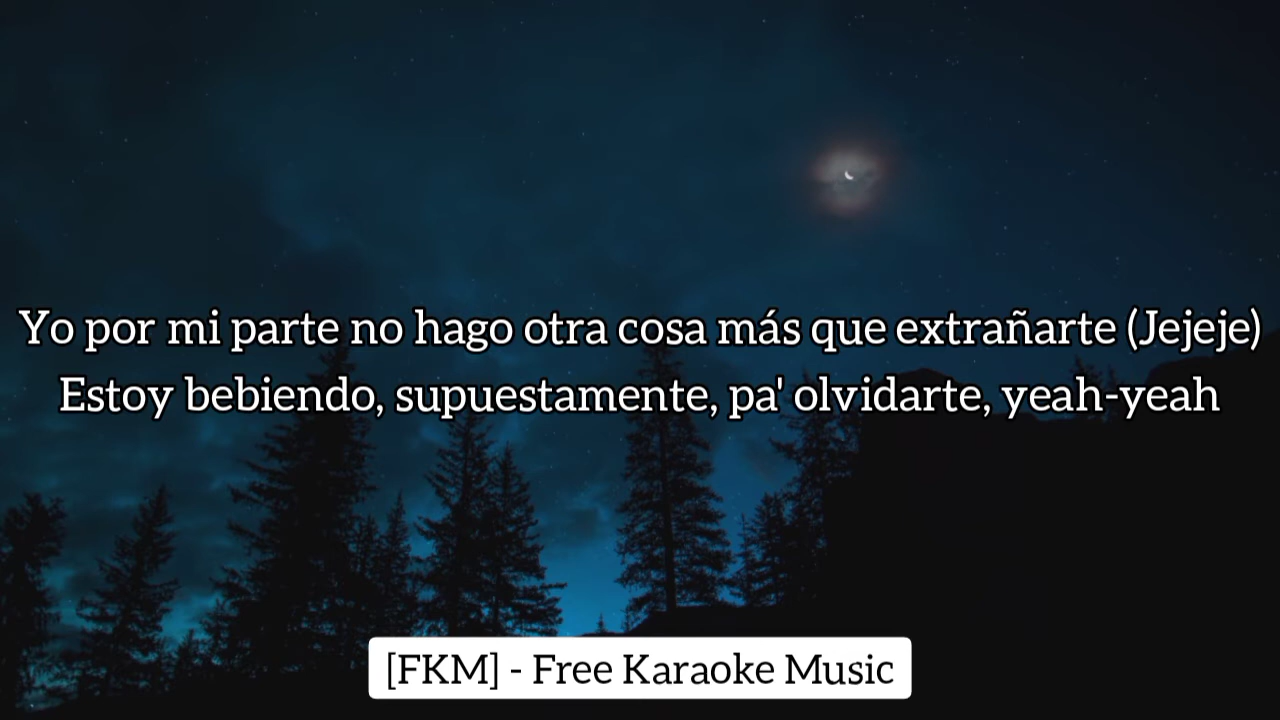 Yo por mi parte no hago otra cosa más que extrañarte (Jejeje)
Estoy bebiendo, supuestamente, pa' olvidarte, yeah-yeah
[FKM] - Free Karaoke Music